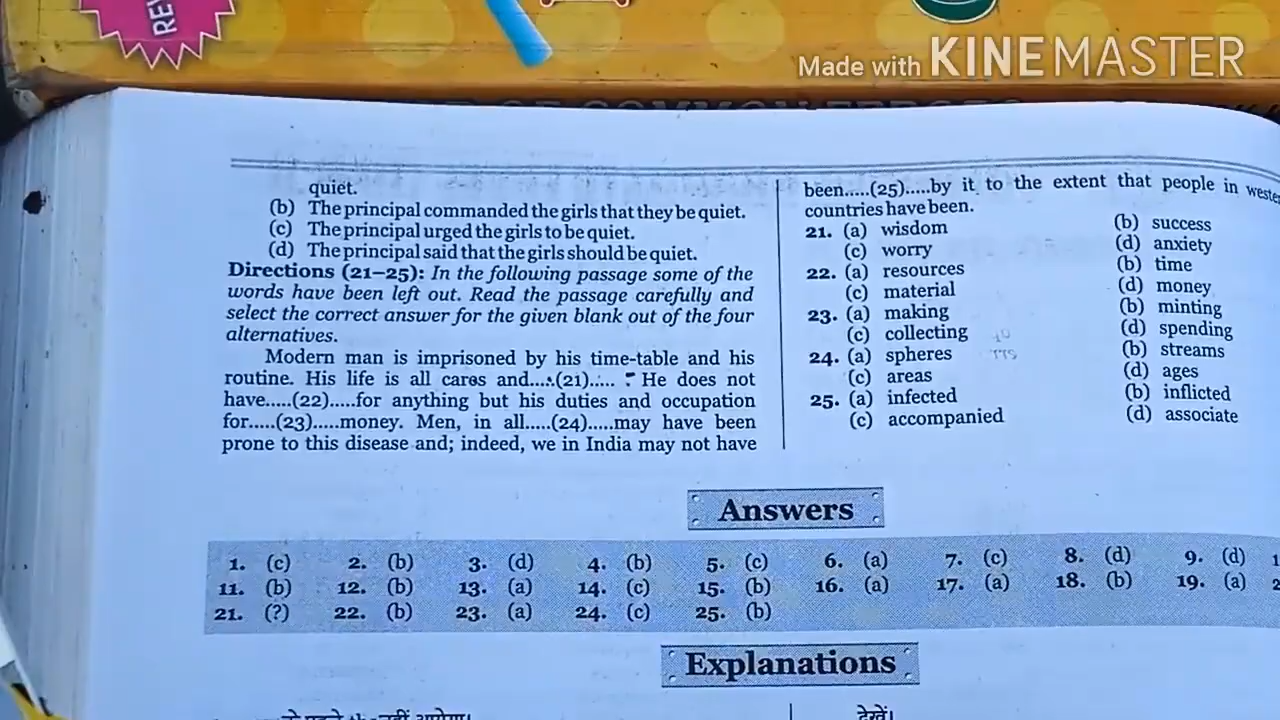 REV
Made with KINEMASTER
quiet.
(b) The principal commanded the girls that they be quiet.
(c) The principal urged the girls to be quiet.
(d) The principal said that the girls should be quiet.
Directions (21–25): In the following passage some of the
words have been left out. Read the passage carefully and
select the correct answer for the given blank out of the four
alternatives.
Modern man is imprisoned by his time-table and his
routine. His life is all cares and.....(21)..... He does not
have.....(22).....for anything but his duties and occupation
for.....(23).....money. Men, in all.....(24).....may have been
prone to this disease and; indeed, we in India may not have
been.....(25).....by it to the extent that people in weste
countries have been.
21. (a) wisdom (b) success
(c) worry (d) anxiety
22. (a) resources (b) time
(c) material (d) money
23. (a) making (b) minting
(c) collecting (d) spending
24. (a) spheres (b) streams
(c) areas (d) ages
25. (a) infected (b) inflicted
(c) accompanied (d) associate
Answers
1. (c) 2. (b) 3. (d) 4. (b) 5. (c) 6. (a) 7. (c) 8. (d) 9. (d) 1
11. (b) 12. (b) 13. (a) 14. (c) 15. (b) 16. (a) 17. (a) 18. (b) 19. (a) 2
21. (?) 22. (b) 23. (a) 24. (c) 25. (b)
Explanations
देखें।